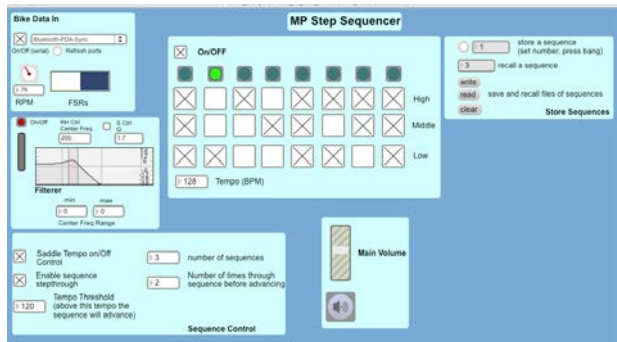 Bike Data In
Bluetooth-PDA-Sync
On/Off (serial)
Refresh ports
76
RPM
FSRs
MP Step Sequencer
On/OFF
High
Middle
Low
128
Tempo (BPM)
1
store a sequence
(set number, press bang)
3
recall a sequence
write
read
save and recall files of sequences
clear
Store Sequences
On/Off
RH Ctrl
Center Freq.
S Ctrl
Q
200.
1.7
Filterer
min
max
0
0
Center Freq Range
Saddle Tempo on/Off
Control
3
number of sequences
Enable sequence
stepthrough
2
Number of times through
sequence before advancing
120
Tempo Threshold
(above this tempo the
sequence will advance)
Sequence Control
Main Volume